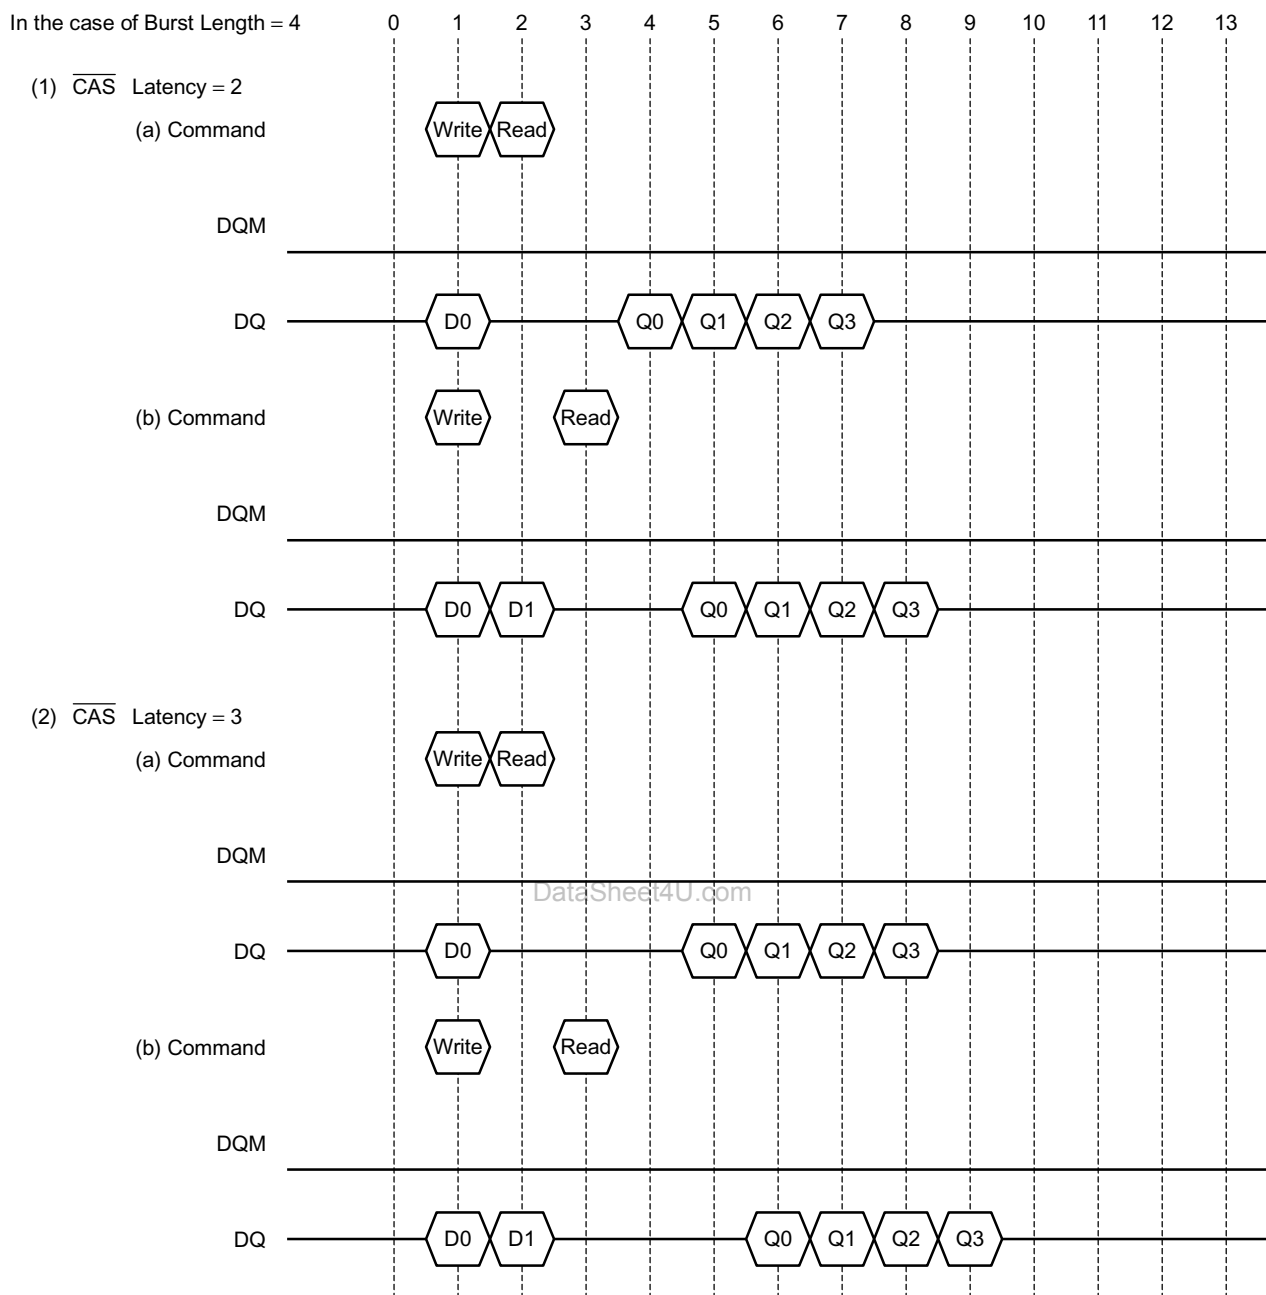 In the case of Burst Length = 4 0 1 2 3 4 5 6 7 8 9 10 11 12 13
(1) CAS Latency = 2
(a) Command Write Read
DQM
DQ D0 Q0 Q1 Q2 Q3
(b) Command Write Read
DQM
DQ D0 D1 Q0 Q1 Q2 Q3
(2) CAS Latency = 3
(a) Command Write Read
DQM
DataSheet4U.com
DQ D0 Q0 Q1 Q2 Q3
(b) Command Write Read
DQM
DQ D0 D1 Q0 Q1 Q2 Q3